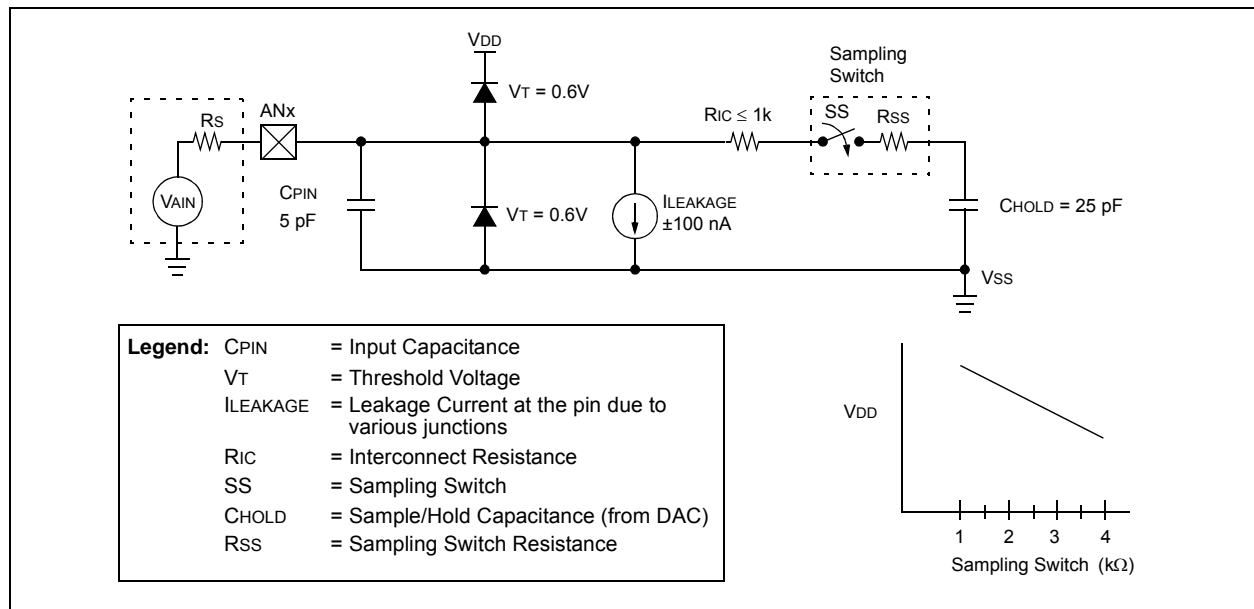 VDD
Sampling
Switch
VT = 0.6V
RIC ≤ 1k
SS
RSS
RS
ANx
VAIN
CPIN
5 pF
VT = 0.6V
ILEAKAGE
±100 nA
CHOLD = 25 pF
VSS
Legend: CPIN = Input Capacitance
VT = Threshold Voltage
ILEAKAGE = Leakage Current at the pin due to
various junctions
RIC = Interconnect Resistance
SS = Sampling Switch
CHOLD = Sample/Hold Capacitance (from DAC)
RSS = Sampling Switch Resistance
VDD
1 2 3 4
Sampling Switch (kΩ)